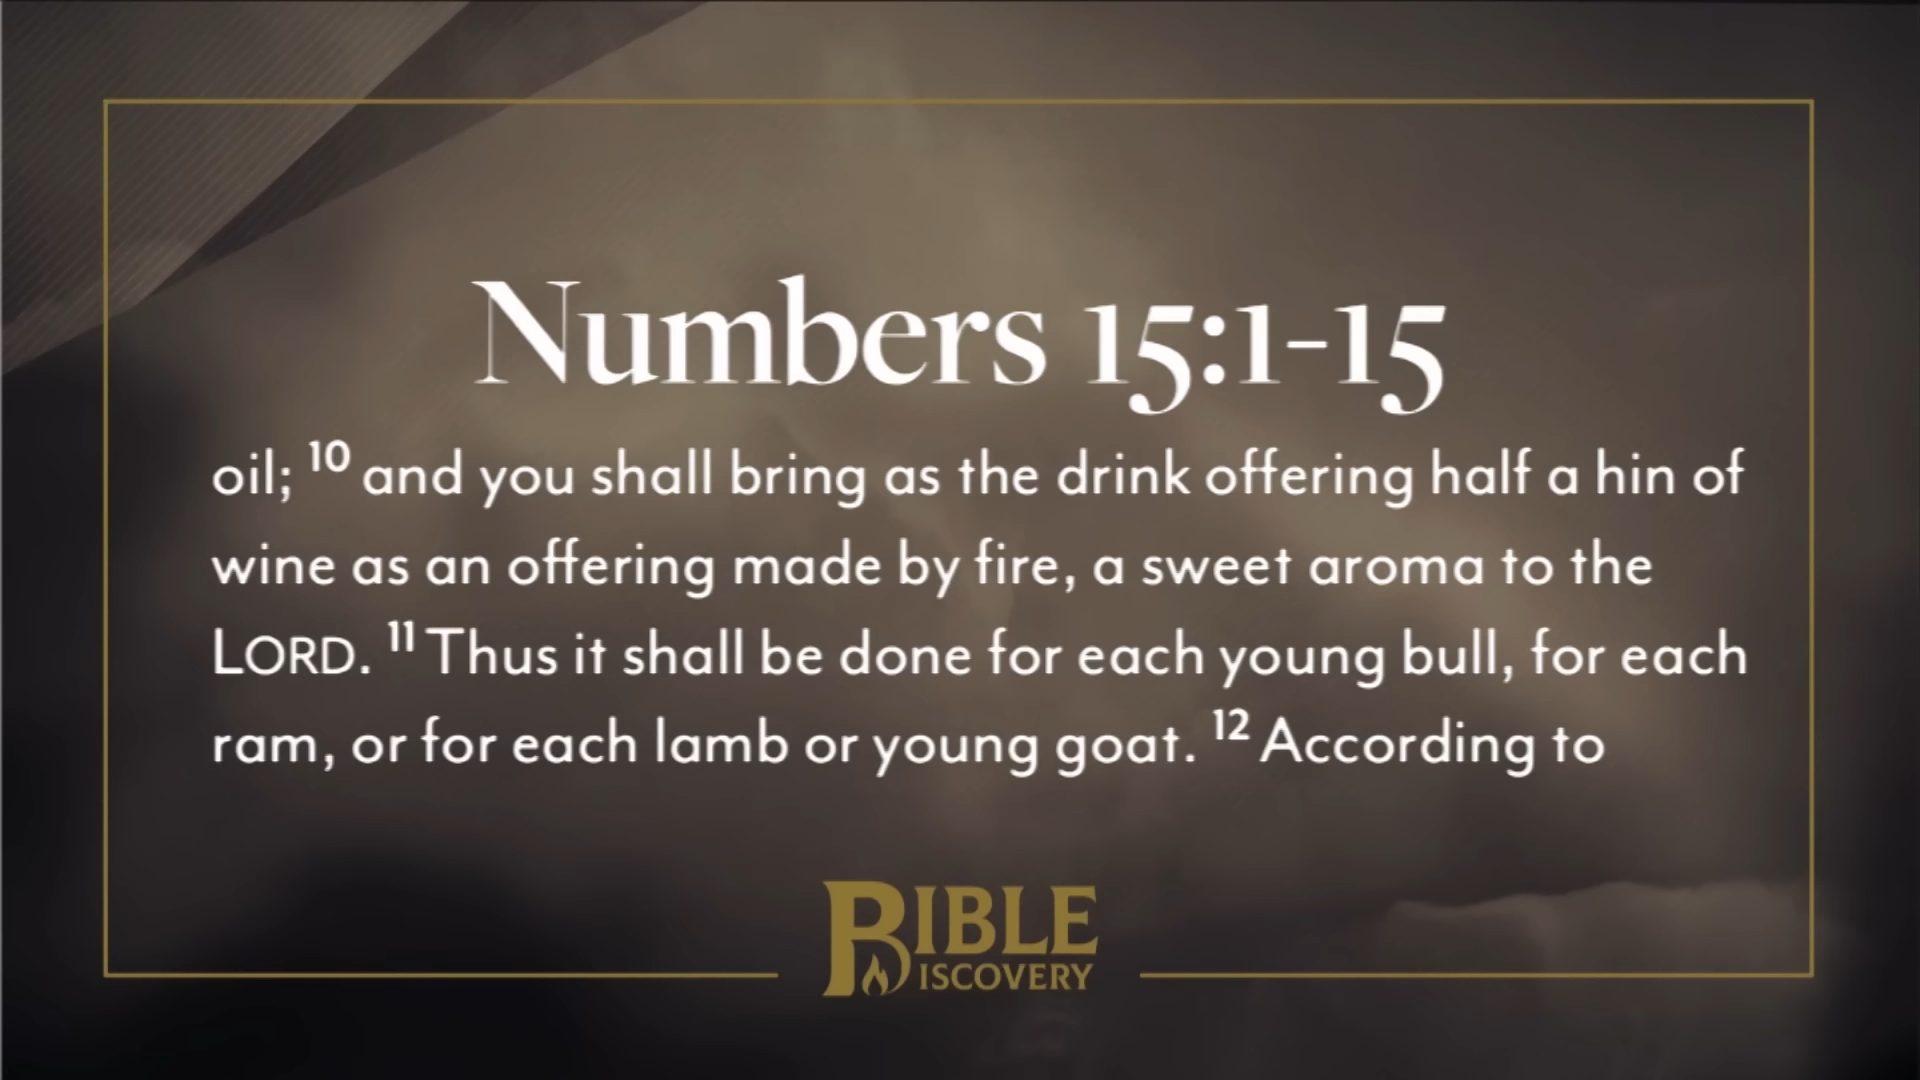 Numbers 15:1-15
oil; 10 and you shall bring as the drink offering half a hin of
wine as an offering made by fire, a sweet aroma to the
LORD. 11 Thus it shall be done for each young bull, for each
ram, or for each lamb or young goat. 12 According to
BIBLE
DISCOVERY